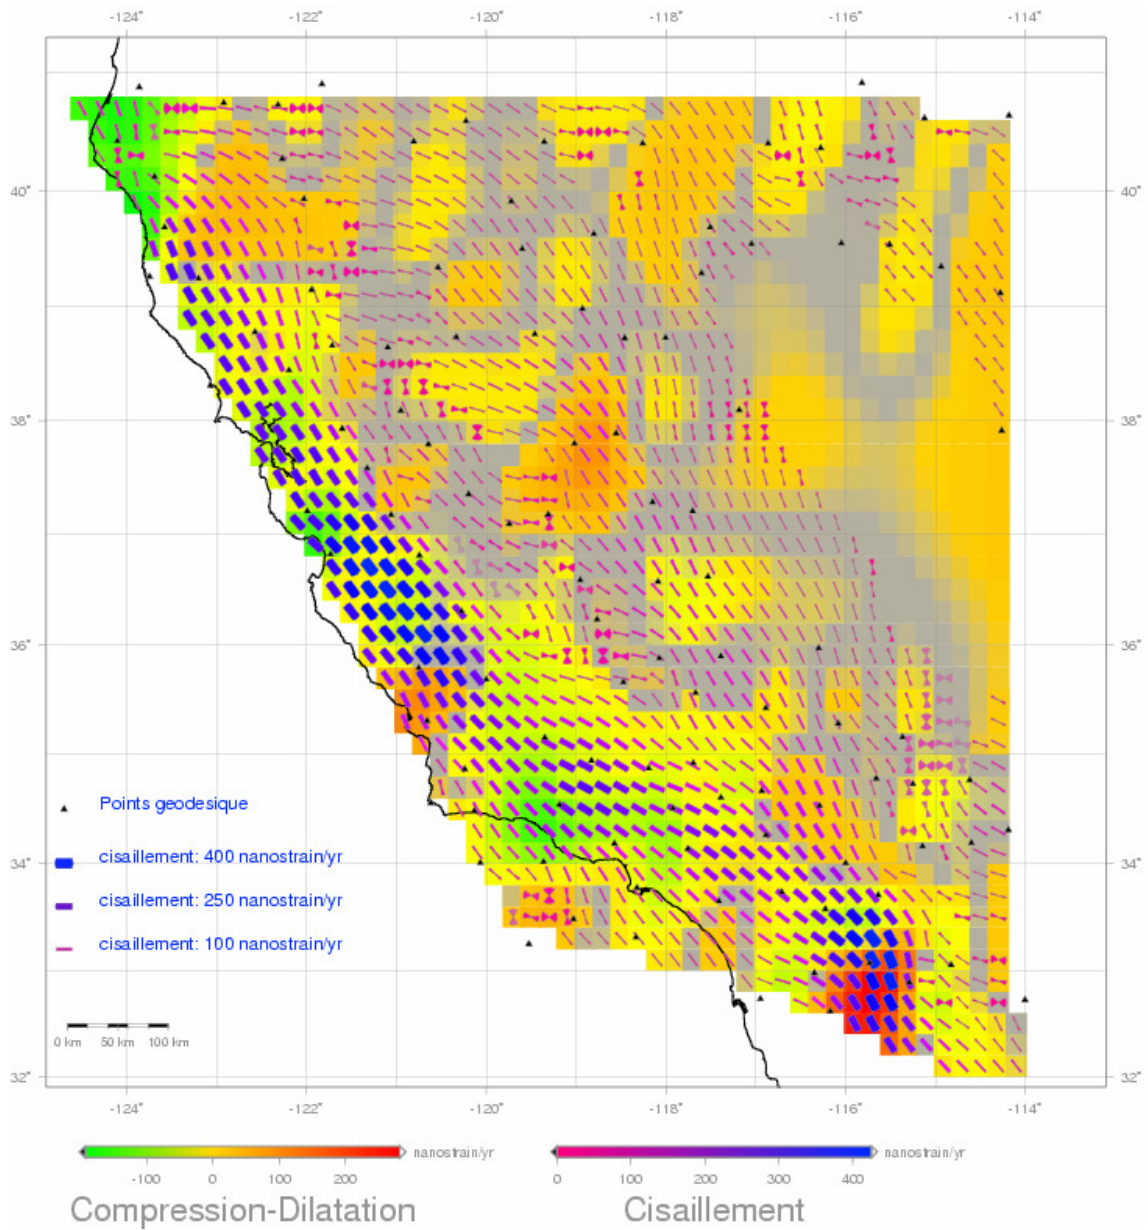 -124° -122° -120° -118° -116° -114°
40° 40°
38° 38°
36° 36°
Points geodesique
cisaillement: 400 nanostrain/yr
34° 34°
cisaillement: 250 nanostrain/yr
cisaillement: 100 nanostrain/yr
0 km 50 km 100 km
32° 32°
-124° -122° -120° -118° -116° -114°
nanostrain/yr nanostrain/yr
-100 0 100 200 0 100 200 300 400
Compression-Dilatation Cisaillement